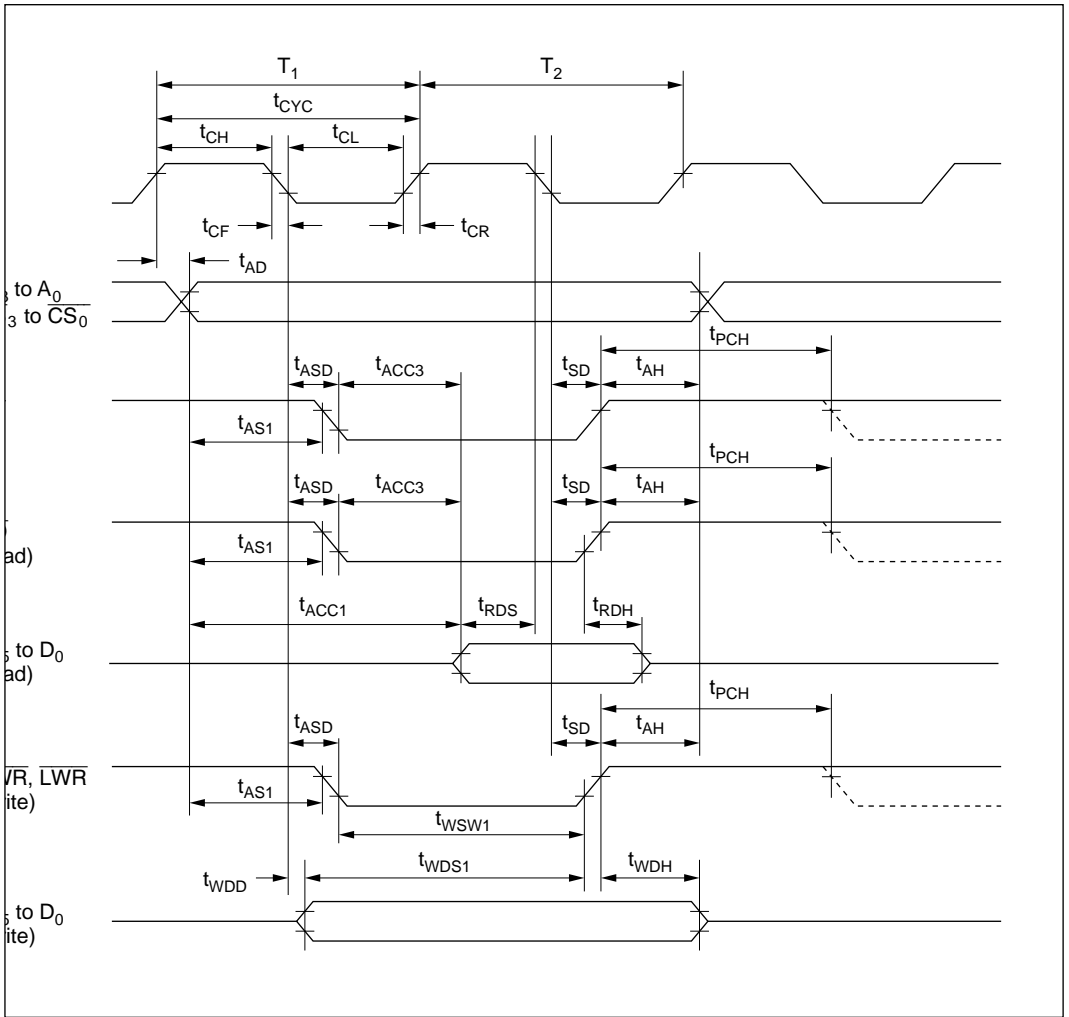 T1 T2
tCYC
tCH tCL
tCF tCR
tAD
to A0
3 to C̅S̅0̅
tPCH
tASD tACC3 tSD tAH
tAS1
tPCH
tASD tACC3 tSD tAH
tAS1
ad)
tACC1 tRDS tRDH
to D0
ad)
tPCH
tASD tSD tAH
W̅R̅, L̅W̅R̅
tAS1
ite)
tWSW1
tWDS1 tWDH
tWDD
to D0
ite)